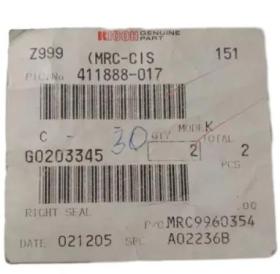 RICOH GENUINE PART
Z999 (MRC-CIS 151
P/C.No 411888-017
C - 30 QTY MODEK TOTAL
G0203345 2 2
PCS
RIGHT SEAL
P/O MRC9960354
DATE 021205 SPC A02236B